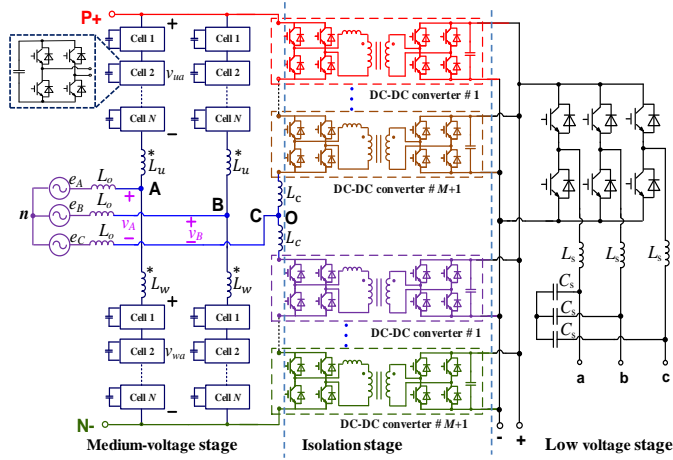 P+
Cell 1
Cell 2
Cell N
+
v_ua
−
Cell 1
Cell 2
Cell N
DC-DC converter # 1
DC-DC converter # M+1
* L_u
* L_u
n
e_A
L_o
A
+
e_B
L_o
B
v_A
+
v_B
−
−
e_C
L_o
C
O
L_c
L_c
* L_w
* L_w
Cell 1
Cell 2
Cell N
+
v_wa
−
Cell 1
Cell 2
Cell N
DC-DC converter # 1
DC-DC converter # M+1
N-
L_s
L_s
L_s
C_s
C_s
C_s
a
b
c
-
+
Medium-voltage stage
Isolation stage
Low voltage stage